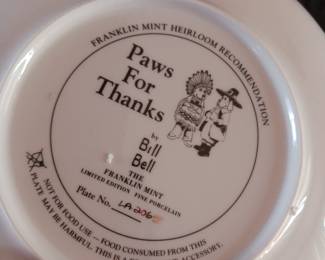 FRANKLIN MINT HEIRLOOM RECOMMENDATION
Paws
For
Thanks
by
Bill
Bell
THE
FRANKLIN MINT
LIMITED EDITION FINE PORCELAIN
Plate No. LA2206
NOT FOR FOOD USE — FOOD CONSUMED FROM THIS
PLATE MAY BE HARMFUL. THIS IS A ACCESSORY.